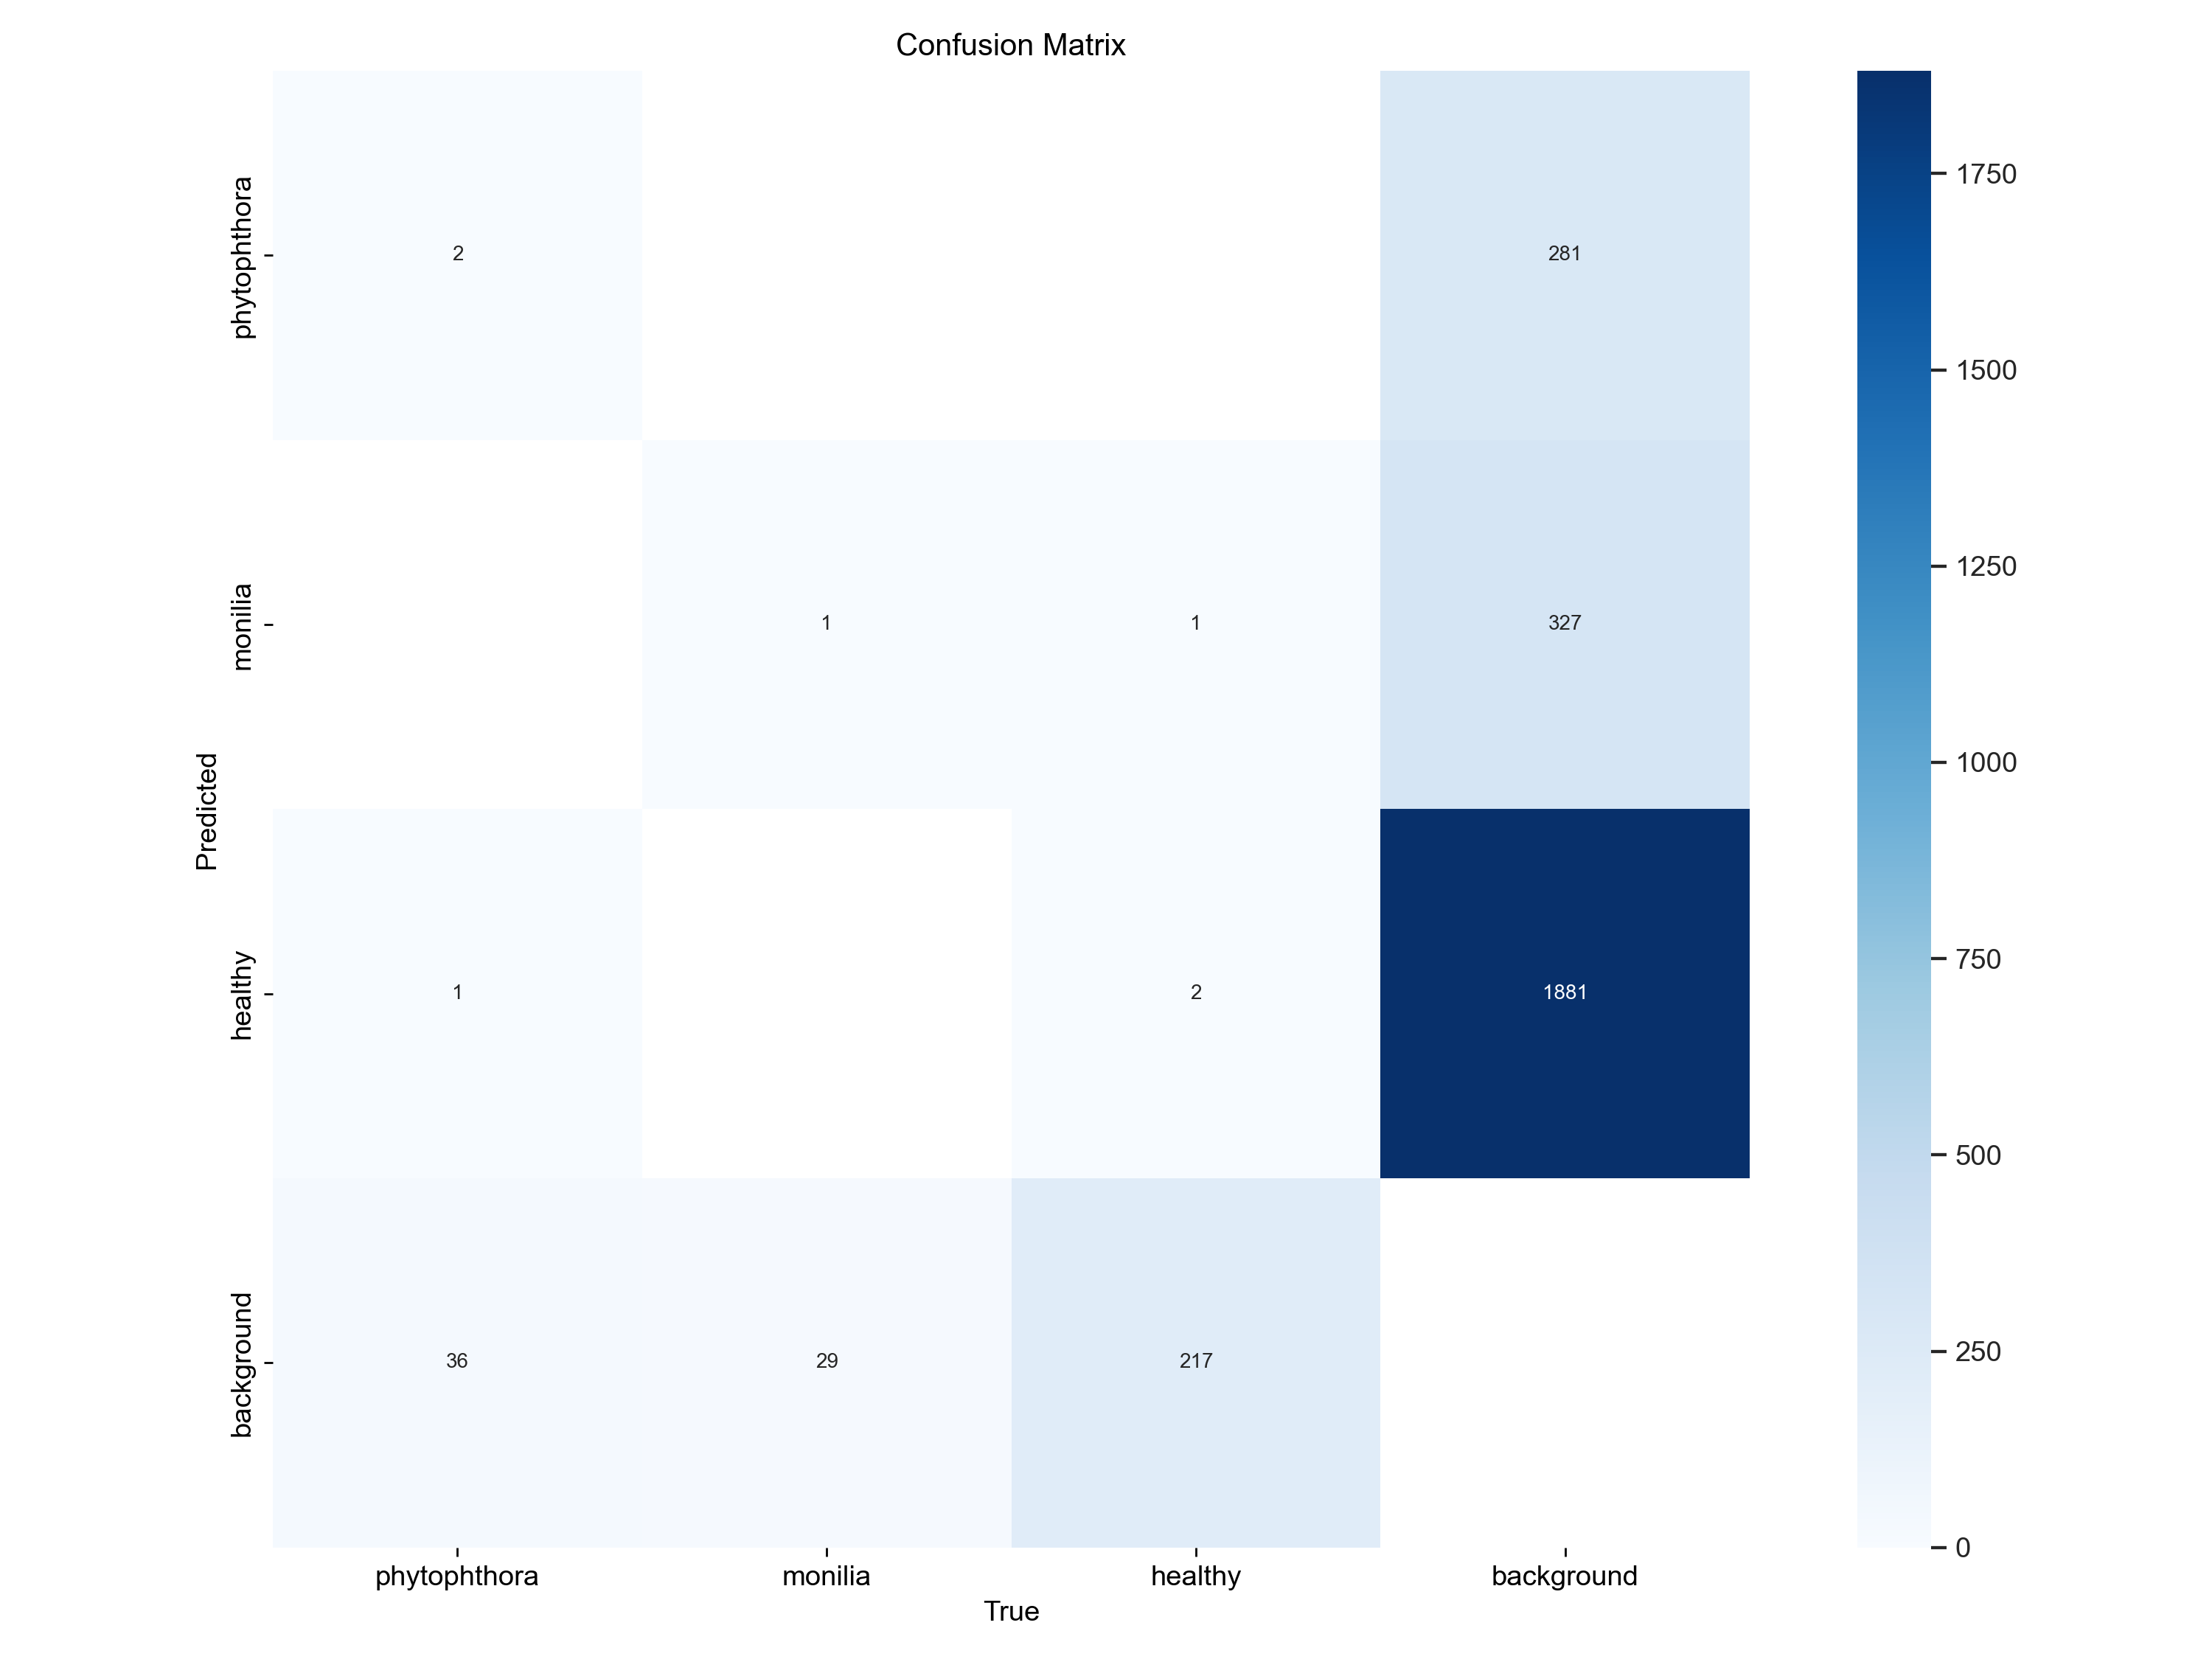 Confusion Matrix
phytophthora
2
281
monilia
1
1
327
healthy
1
2
1881
background
36
29
217
Predicted
phytophthora
monilia
healthy
background
True
1750
1500
1250
1000
750
500
250
0